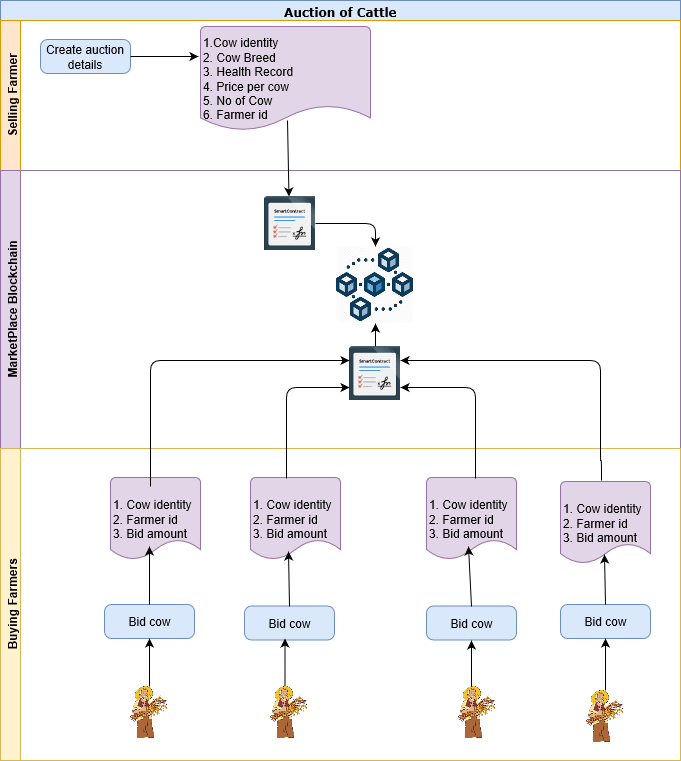 Auction of Cattle
Selling Farmer
Create auction
details
1.Cow identity
2. Cow Breed
3. Health Record
4. Price per cow
5. No of Cow
6. Farmer id
MarketPlace Blockchain
SmartContract
SmartContract
Buying Farmers
1. Cow identity
2. Farmer id
3. Bid amount
1. Cow identity
2. Farmer id
3. Bid amount
1. Cow identity
2. Farmer id
3. Bid amount
1. Cow identity
2. Farmer id
3. Bid amount
Bid cow
Bid cow
Bid cow
Bid cow